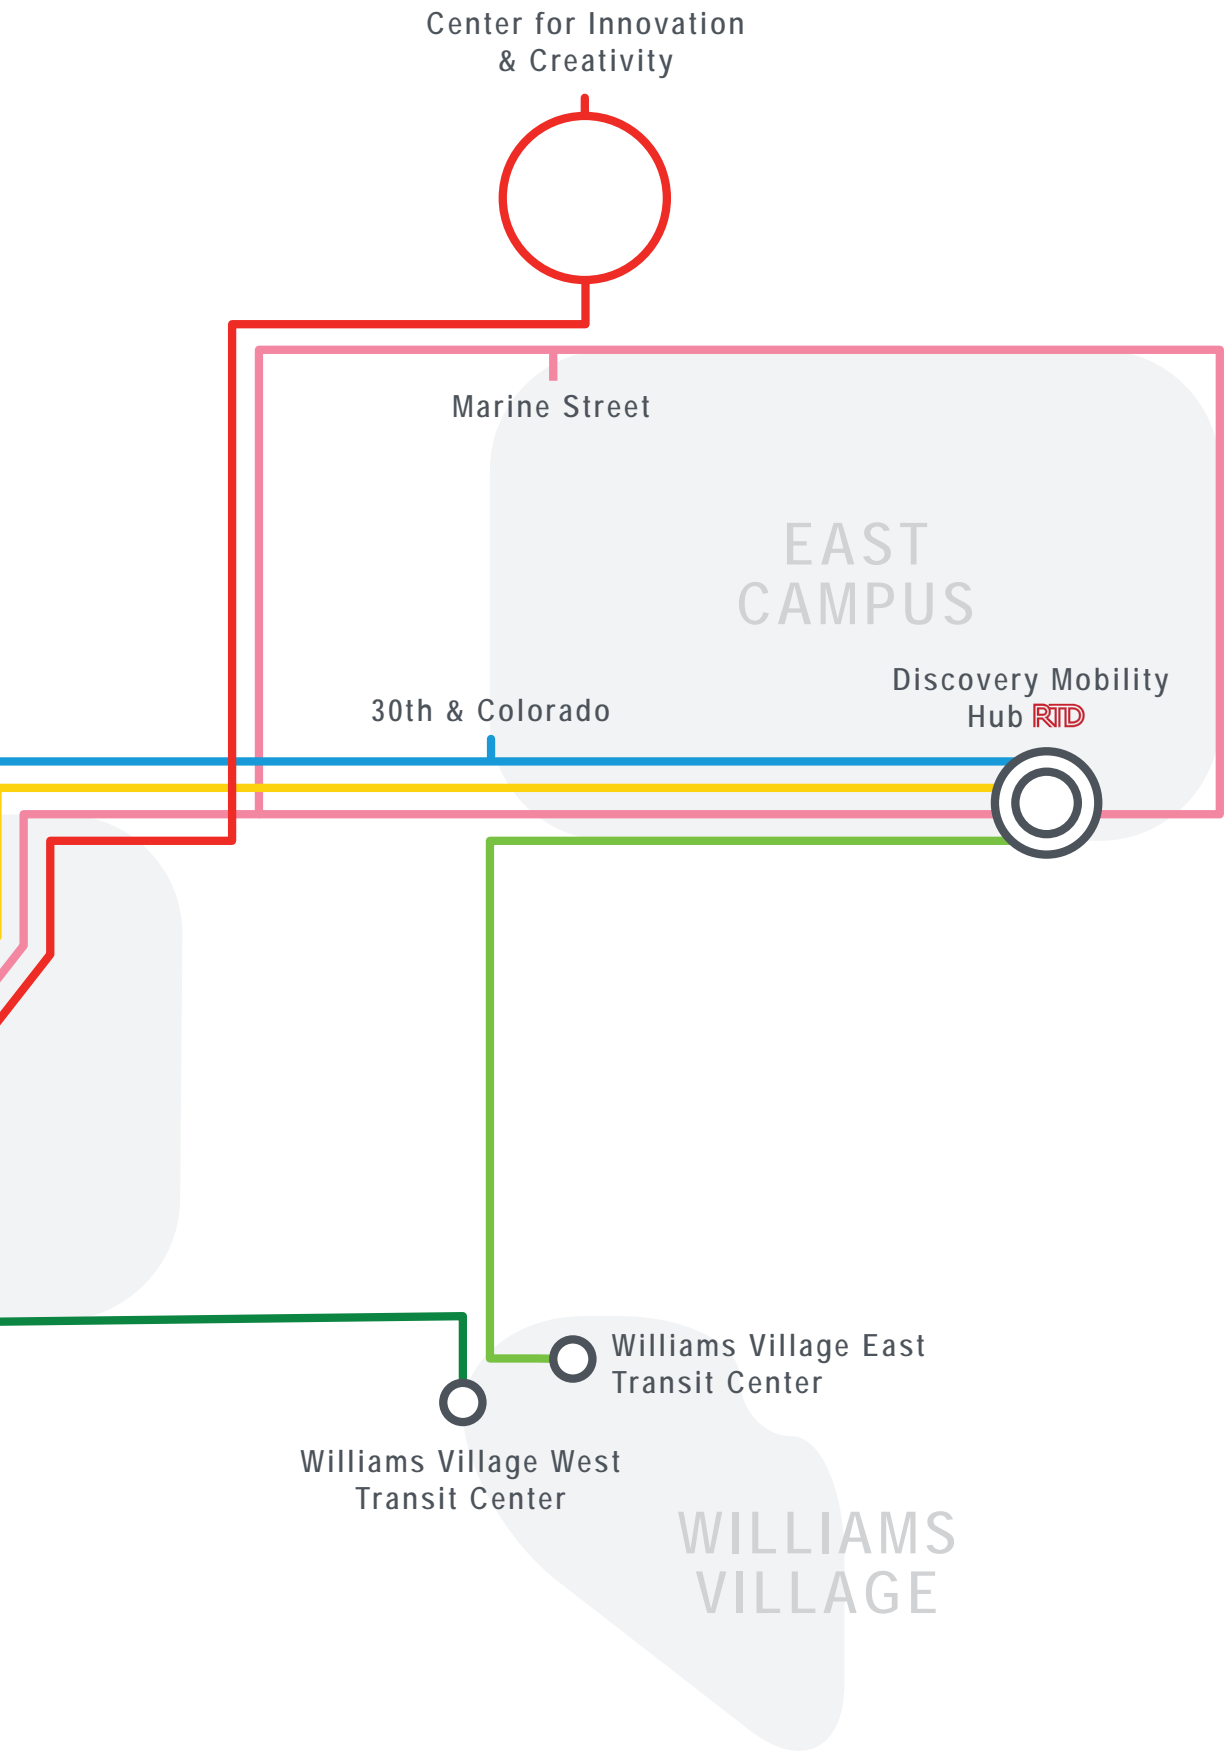 Center for Innovation
& Creativity
Marine Street
EAST
CAMPUS
Discovery Mobility
Hub RTD
30th & Colorado
Williams Village East
Transit Center
Williams Village West
Transit Center
WILLIAMS
VILLAGE